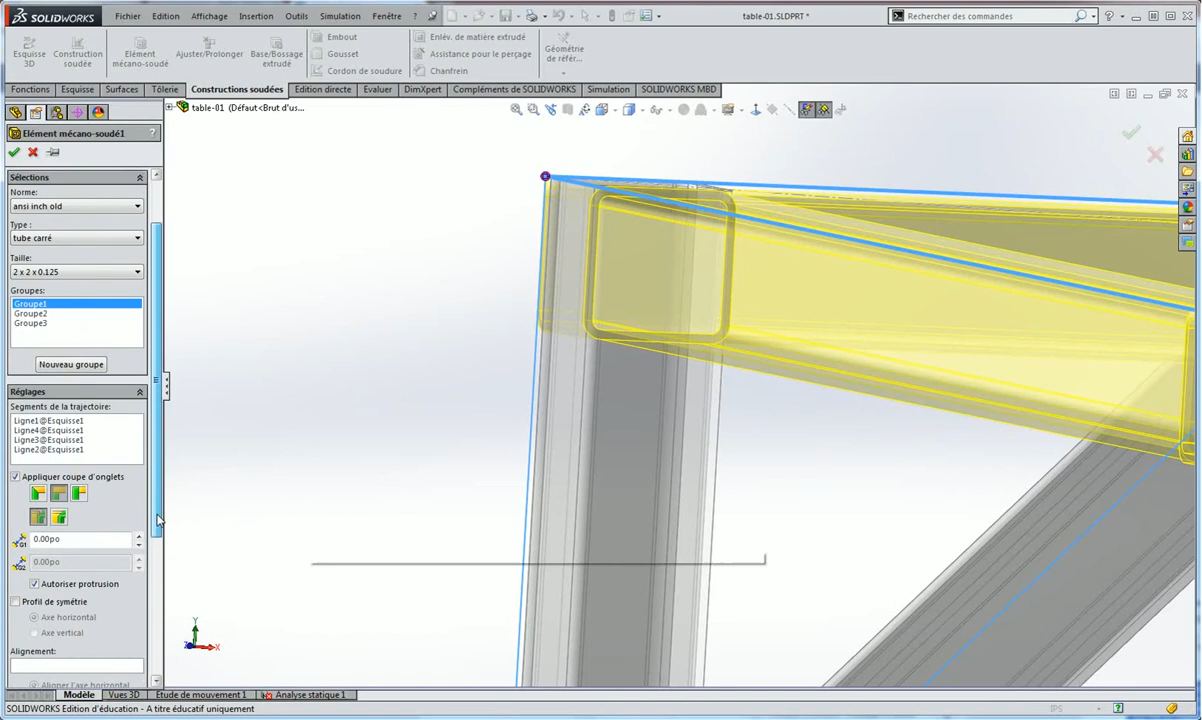 SOLIDWORKS
Fichier Edition Affichage Insertion Outils Simulation Fenêtre ?
table-01.SLDPRT *
Rechercher des commandes
Esquisse 3D
Construction soudée
Elément mécano-soudé
Ajuster/Prolonger
Base/Bossage extrudé
Embout
Gousset
Cordon de soudure
Enlèv. de matière extrudé
Assistance pour le perçage
Chanfrein
Géométrie de référ...
Fonctions Esquisse Surfaces Tôlerie Constructions soudées Edition directe Evaluer DimXpert Compléments de SOLIDWORKS Simulation SOLIDWORKS MBD
table-01 (Défaut<Brut d'us...
Elément mécano-soudé1
?
Sélections
Norme:
ansi inch old
Type :
tube carré
Taille:
2 x 2 x 0.125
Groupes:
Groupe1
Groupe2
Groupe3
Nouveau groupe
Réglages
Segments de la trajectoire:
Ligne1@Esquisse1
Ligne4@Esquisse1
Ligne3@Esquisse1
Ligne2@Esquisse1
Appliquer coupe d'onglets
G1
0.00po
G2
0.00po
Autoriser protrusion
Profil de symétrie
Axe horizontal
Axe vertical
Alignement:
Aligner l'axe horizontal
Y
Z
X
Modèle Vues 3D Etude de mouvement 1 Analyse statique 1
SOLIDWORKS Edition d'éducation - A titre éducatif uniquement
IPS